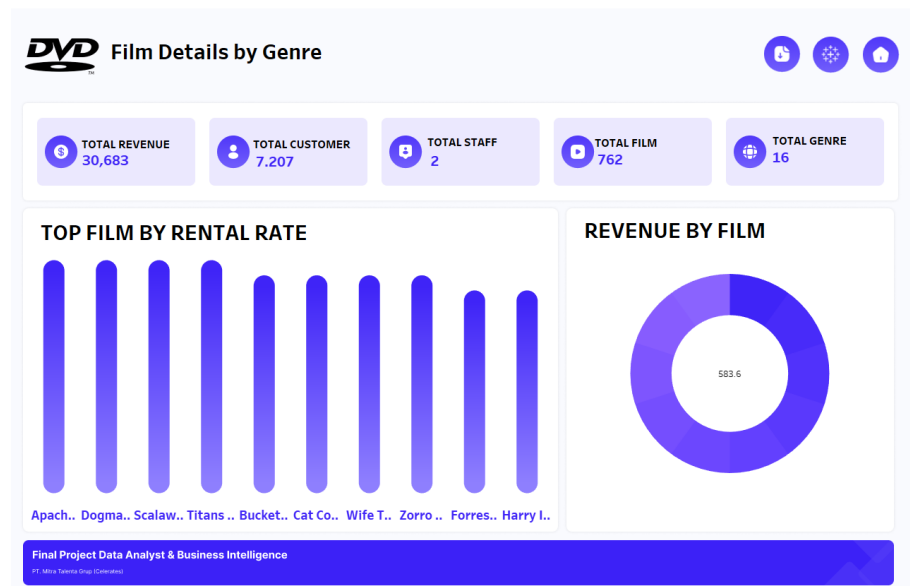 DVD
TM
Film Details by Genre
TOTAL REVENUE
30,683
TOTAL CUSTOMER
7.207
TOTAL STAFF
2
TOTAL FILM
762
TOTAL GENRE
16
TOP FILM BY RENTAL RATE
Apach.. Dogma.. Scalaw.. Titans .. Bucket.. Cat Co.. Wife T.. Zorro .. Forres.. Harry I..
REVENUE BY FILM
583.6
Final Project Data Analyst & Business Intelligence
PT. Mitra Talenta Grup (Celerates)